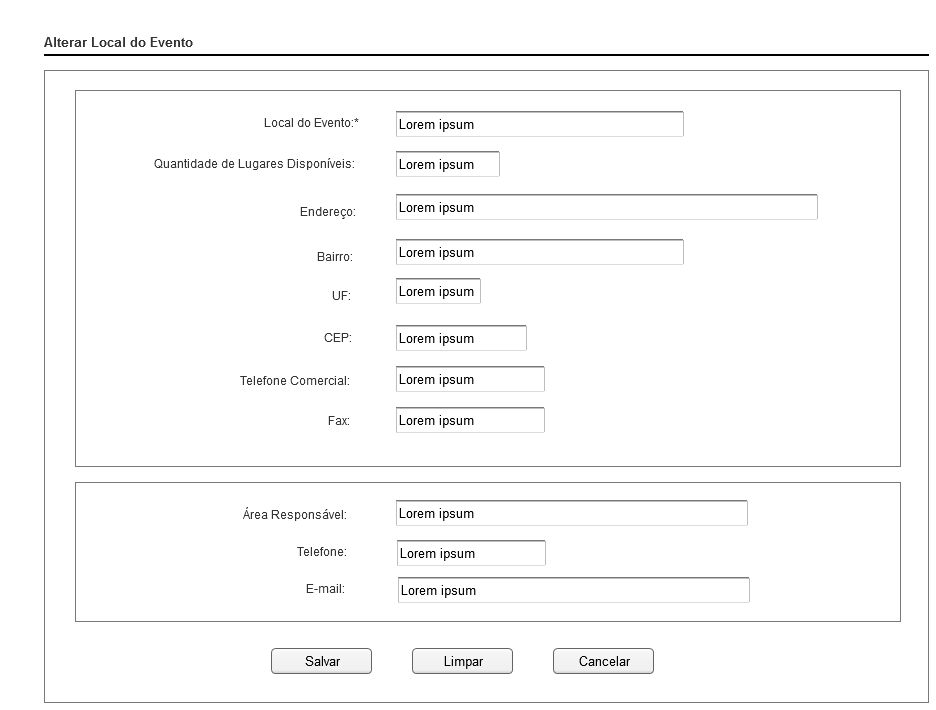 Alterar Local do Evento
Local do Evento:* Lorem ipsum
Quantidade de Lugares Disponíveis: Lorem ipsum
Endereço: Lorem ipsum
Bairro: Lorem ipsum
UF: Lorem ipsum
CEP: Lorem ipsum
Telefone Comercial: Lorem ipsum
Fax: Lorem ipsum
Área Responsável: Lorem ipsum
Telefone: Lorem ipsum
E-mail: Lorem ipsum
Salvar Limpar Cancelar